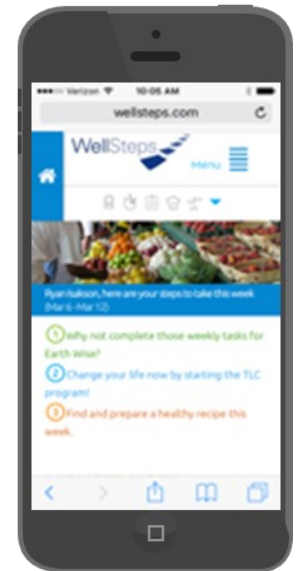 Verizon 10:05 AM
wellsteps.com
WellSteps
Menu
here are your steps to take this week
(Mar 6 - Mar 12)
1 Why not complete those weekly tasks for
Earth Wise?
2 Change your life now by starting the TLC
program!
3 Find and prepare a healthy recipe this
week.